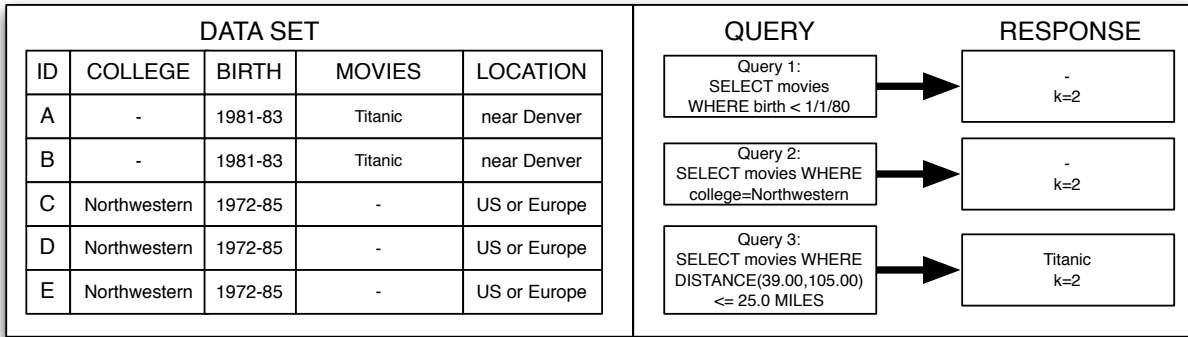 DATA SET
ID COLLEGE BIRTH MOVIES LOCATION
A - 1981-83 Titanic near Denver
B - 1981-83 Titanic near Denver
C Northwestern 1972-85 - US or Europe
D Northwestern 1972-85 - US or Europe
E Northwestern 1972-85 - US or Europe
QUERY
RESPONSE
Query 1:
SELECT movies
WHERE birth < 1/1/80
-
k=2
Query 2:
SELECT movies WHERE
college=Northwestern
-
k=2
Query 3:
SELECT movies WHERE
DISTANCE(39.00,105.00)
<= 25.0 MILES
Titanic
k=2